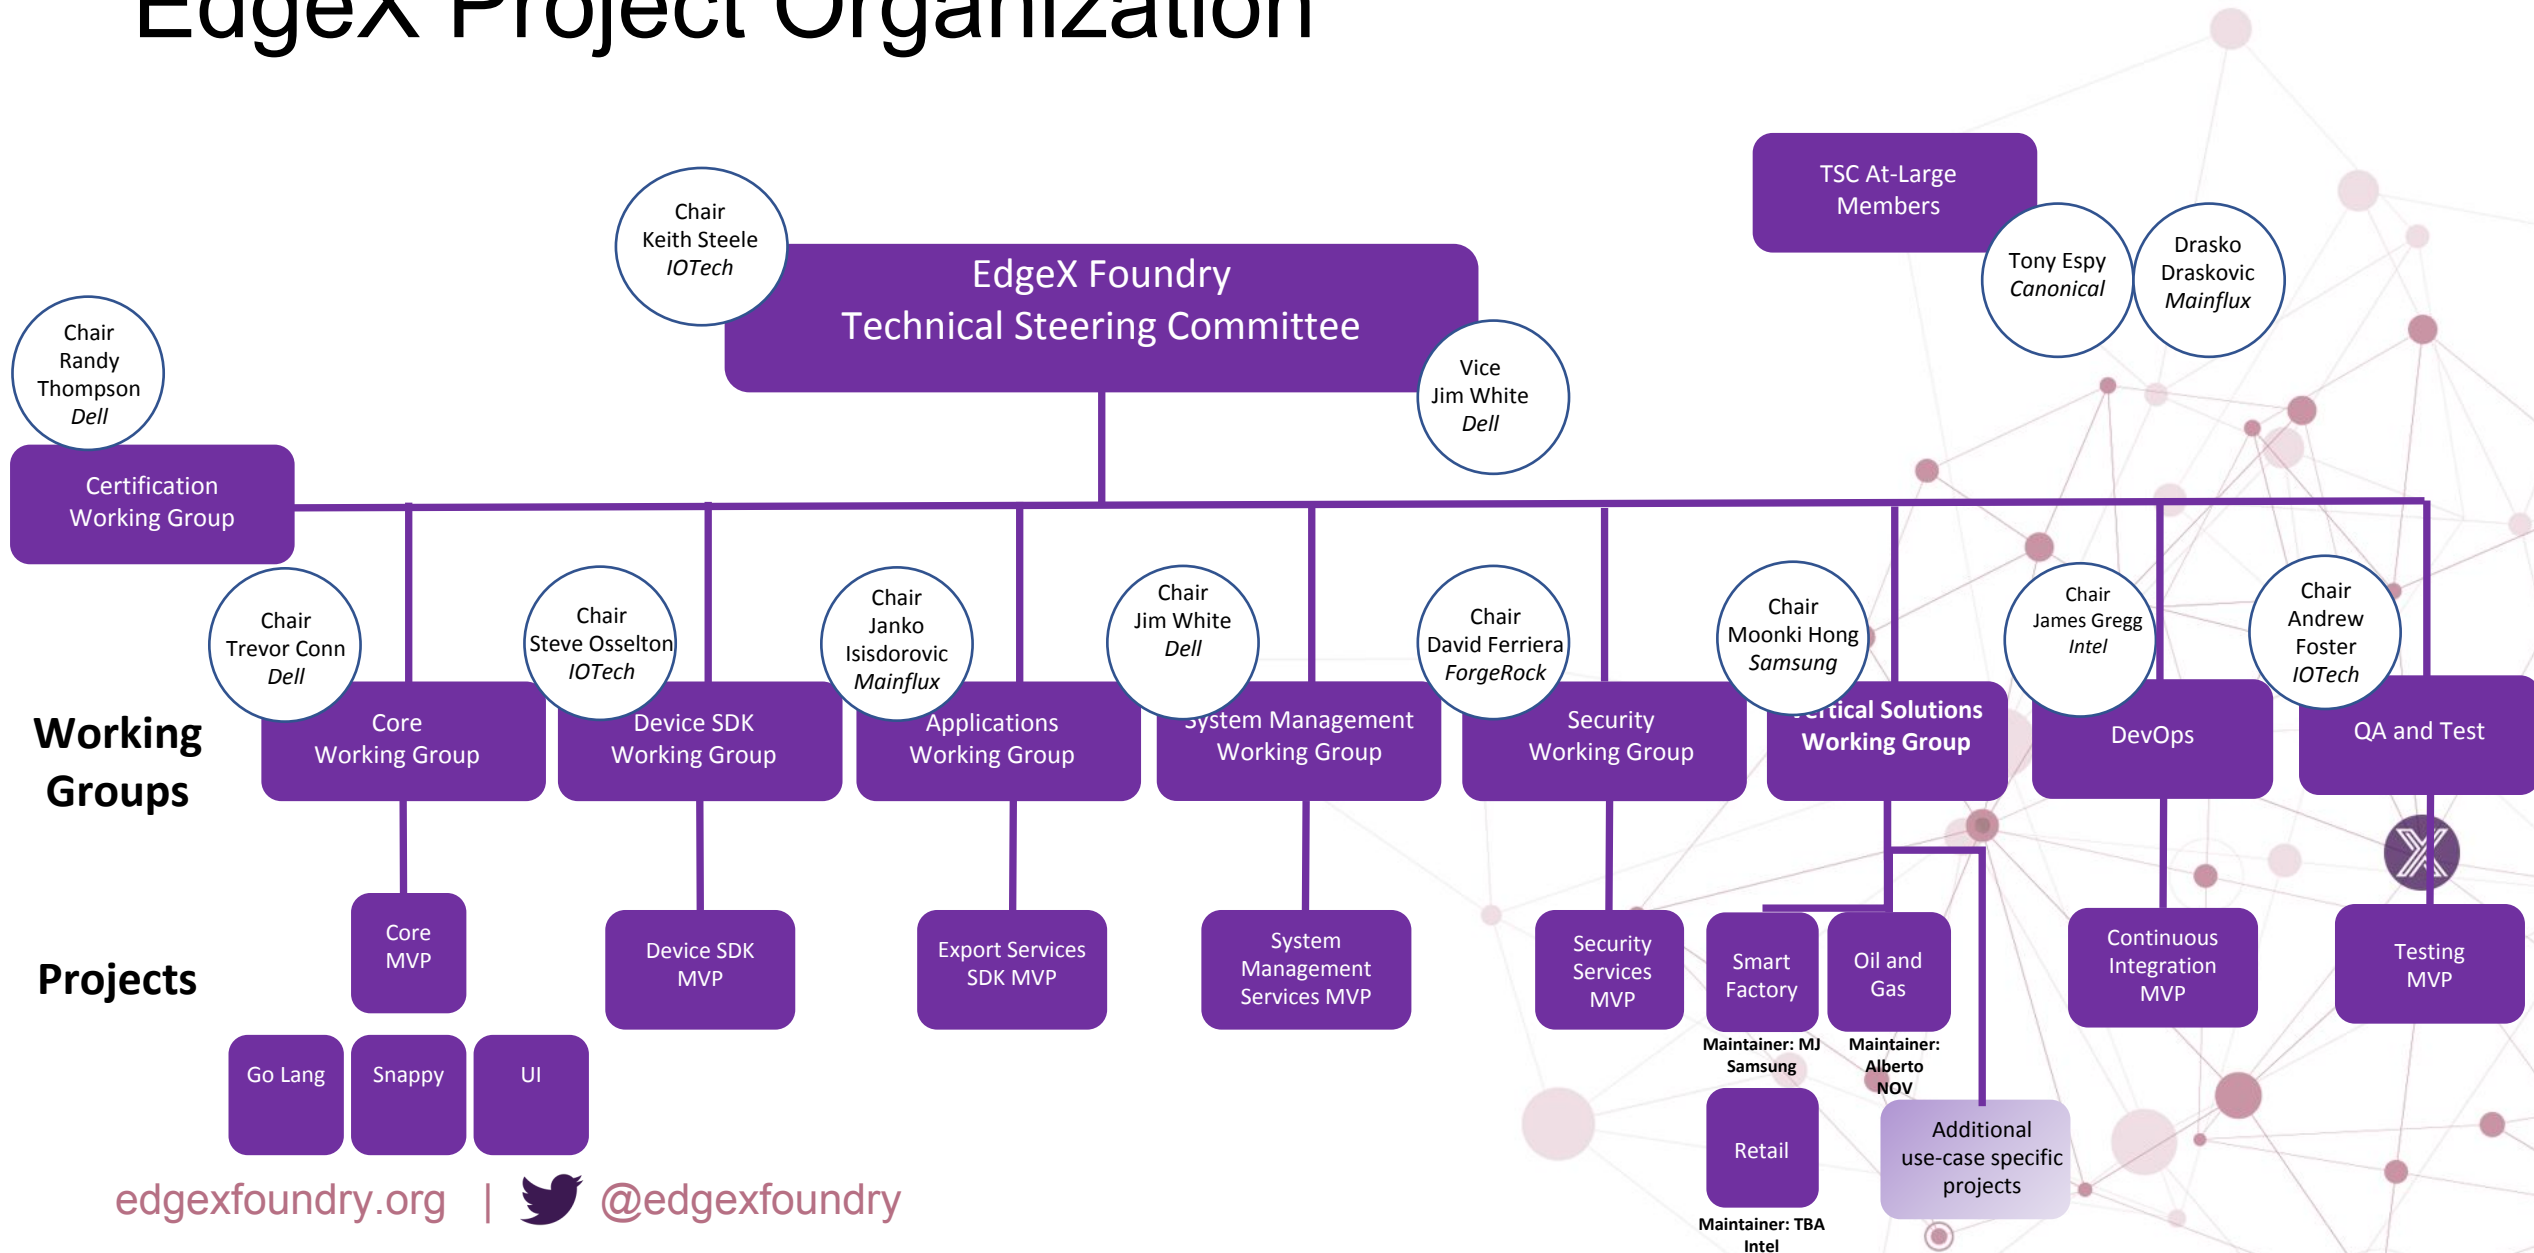 EdgeX Project Organization
TSC At-Large
Members
Tony Espy
Canonical
Drasko
Draskovic
Mainflux
Chair
Keith Steele
IOTech
EdgeX Foundry
Technical Steering Committee
Vice
Jim White
Dell
Chair
Randy
Thompson
Dell
Certification
Working Group
Chair
Trevor Conn
Dell
Chair
Steve Osselton
IOTech
Chair
Janko
Isisdorovic
Mainflux
Chair
Jim White
Dell
Chair
David Ferriera
ForgeRock
Chair
Moonki Hong
Samsung
Chair
James Gregg
Intel
Chair
Andrew
Foster
IOTech
Working
Groups
Core
Working Group
Device SDK
Working Group
Applications
Working Group
System Management
Working Group
Security
Working Group
Vertical Solutions
Working Group
DevOps
QA and Test
Projects
Core
MVP
Device SDK
MVP
Export Services
SDK MVP
System
Management
Services MVP
Security
Services
MVP
Smart
Factory
Maintainer: MJ
Samsung
Oil and
Gas
Maintainer:
Alberto
NOV
Continuous
Integration
MVP
Testing
MVP
Go Lang
Snappy
UI
Retail
Maintainer: TBA
Intel
Additional
use-case specific
projects
edgexfoundry.org | @edgexfoundry